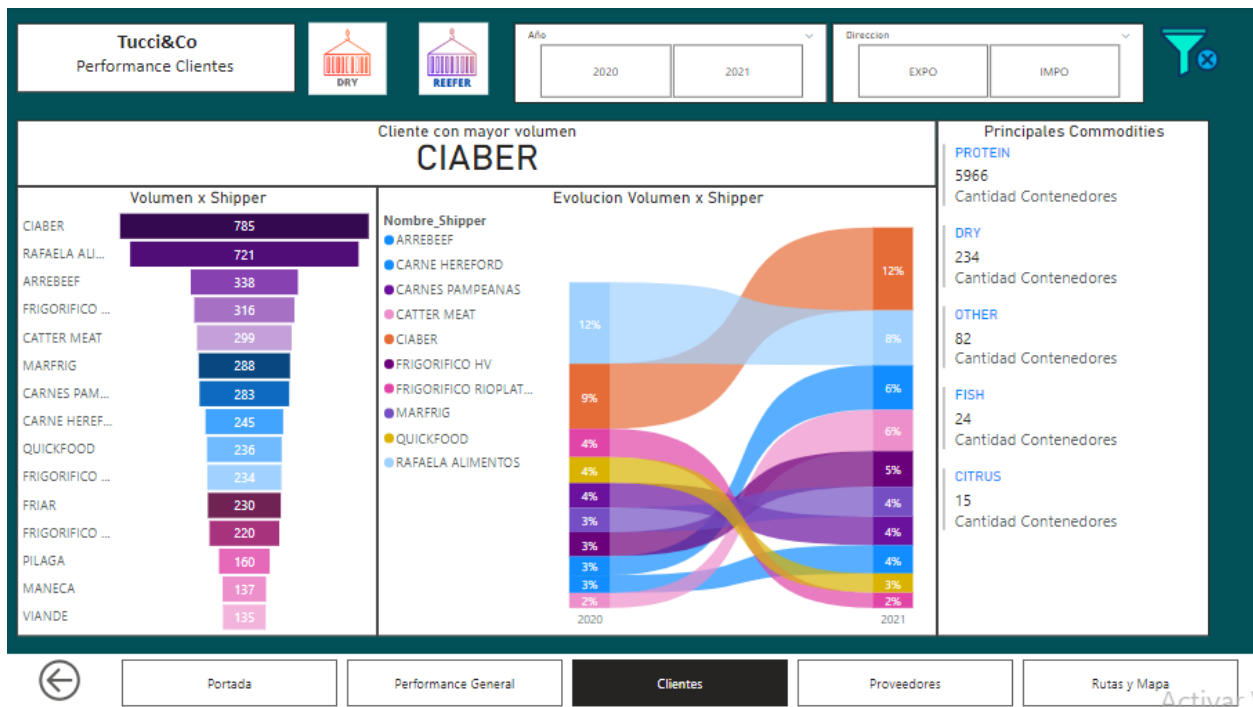 Tucci&Co
Performance Clientes
DRY
REEFER
Año
2020
2021
Direccion
EXPO
IMPO
Cliente con mayor volumen
CIABER
Volumen x Shipper
CIABER 785
RAFAELA ALI... 721
ARREBEEF 338
FRIGORIFICO ... 316
CATTER MEAT 299
MARFRIG 288
CARNES PAM... 283
CARNE HEREF... 245
QUICKFOOD 236
FRIGORIFICO ... 234
FRIAR 230
FRIGORIFICO ... 220
PILAGA 160
MANECA 137
VIANDE 135
Evolucion Volumen x Shipper
Nombre_Shipper
ARREBEEF
CARNE HEREFORD
CARNES PAMPEANAS
CATTER MEAT
CIABER
FRIGORIFICO HV
FRIGORIFICO RIOPLAT...
MARFRIG
QUICKFOOD
RAFAELA ALIMENTOS
12%
9%
4%
4%
4%
3%
3%
3%
3%
2%
2020
12%
8%
6%
6%
5%
4%
4%
4%
3%
2%
2021
Principales Commodities
PROTEIN
5966
Cantidad Contenedores
DRY
234
Cantidad Contenedores
OTHER
82
Cantidad Contenedores
FISH
24
Cantidad Contenedores
CITRUS
15
Cantidad Contenedores
Portada
Performance General
Clientes
Proveedores
Rutas y Mapa
Activar